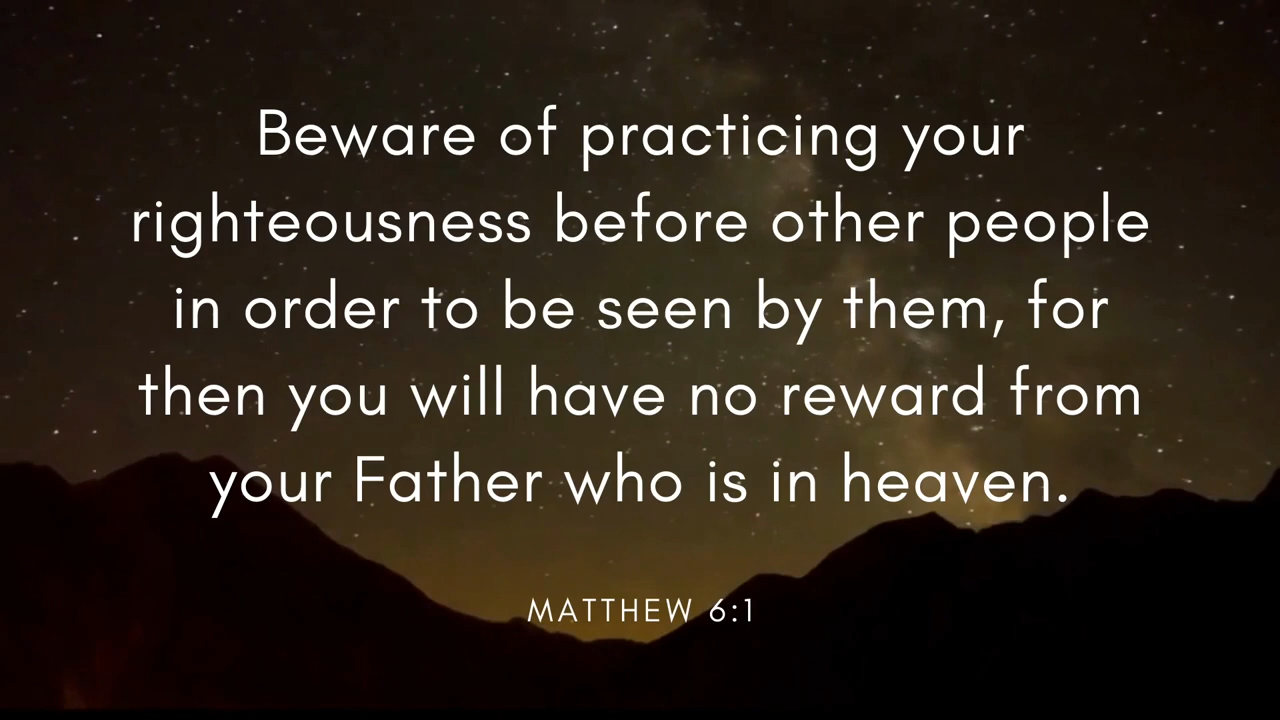 Beware of practicing your
righteousness before other people
in order to be seen by them, for
then you will have no reward from
your Father who is in heaven.
MATTHEW 6:1